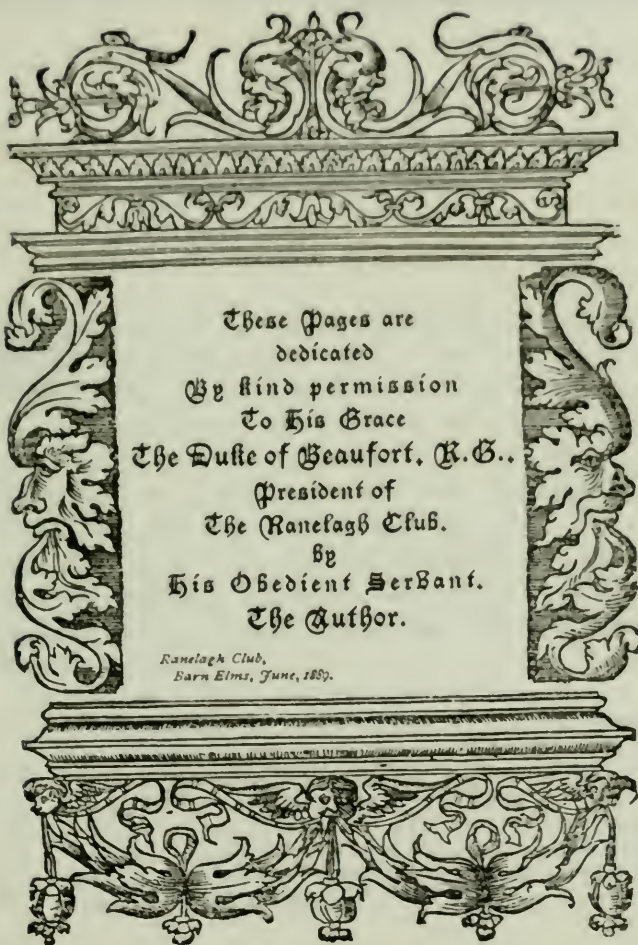 These Pages are
dedicated
By kind permission
To His Grace
The Duke of Beaufort, K.G.,
President of
The Ranelagh Club.
by
His Obedient Servant.
The Author.
Ranelagh Club,
Barn Elms, June, 1889.